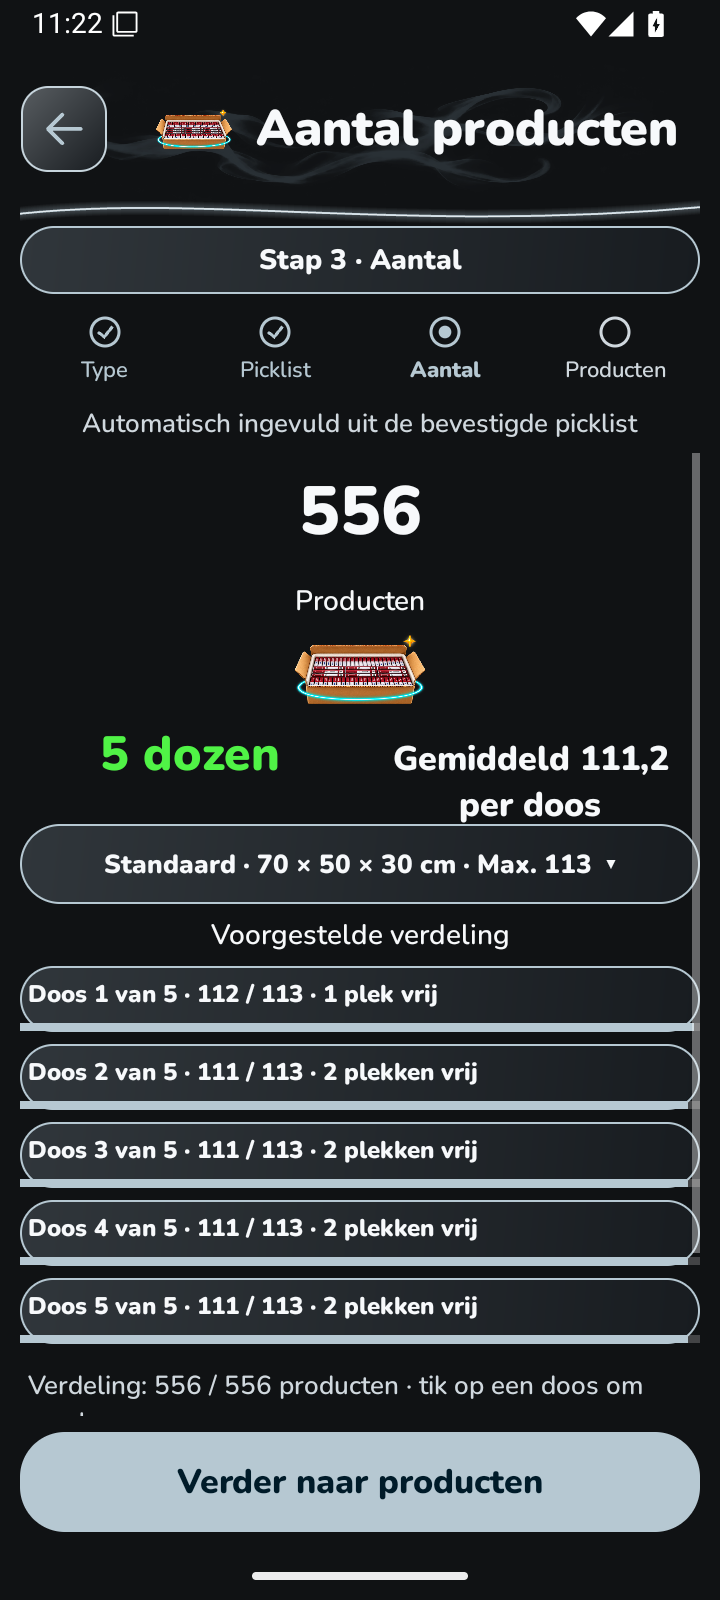 11:22
Aantal producten
Stap 3 · Aantal
Type
Picklist
Aantal
Producten
Automatisch ingevuld uit de bevestigde picklist
556
Producten
5 dozen
Gemiddeld 111,2
per doos
Standaard · 70 × 50 × 30 cm · Max. 113 ▼
Voorgestelde verdeling
Doos 1 van 5 · 112 / 113 · 1 plek vrij
Doos 2 van 5 · 111 / 113 · 2 plekken vrij
Doos 3 van 5 · 111 / 113 · 2 plekken vrij
Doos 4 van 5 · 111 / 113 · 2 plekken vrij
Doos 5 van 5 · 111 / 113 · 2 plekken vrij
Verdeling: 556 / 556 producten · tik op een doos om
Verder naar producten